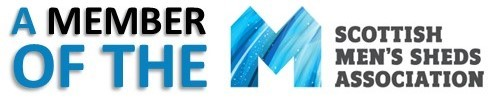 A MEMBER
OF THE
SCOTTISH
MEN'S SHEDS
ASSOCIATION